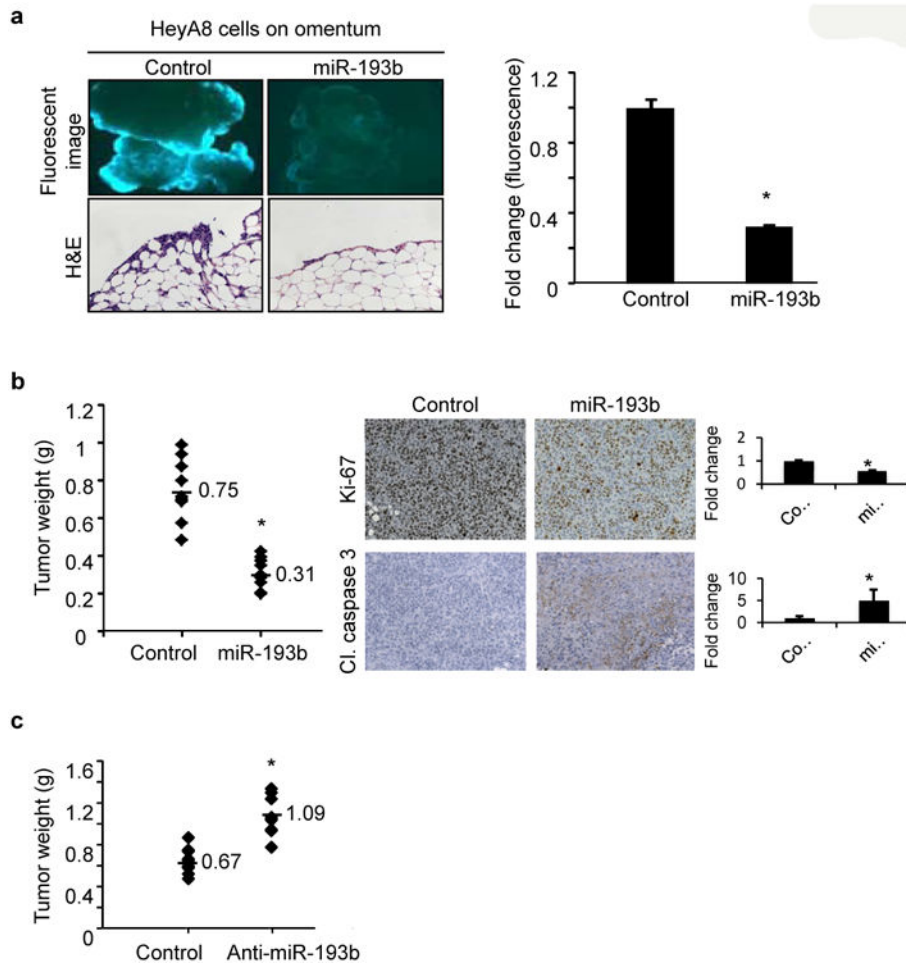 a
HeyA8 cells on omentum
Control miR-193b
Fluorescent
image
H&E
Fold change (fluorescence)
1.2
0.8
0.4
0
*
Control miR-193b
b
Tumor weight (g)
1.2
1
0.8
0.6
0.4
0.2
0
0.75
*
0.31
Control miR-193b
Control miR-193b
Ki-67
Cl. caspase 3
Fold change
2
1
0
*
Co..
mi..
Fold change
10
5
0
*
Co..
mi..
c
Tumor weight (g)
1.6
1.2
0.8
0.4
0
0.67
*
1.09
Control Anti-miR-193b